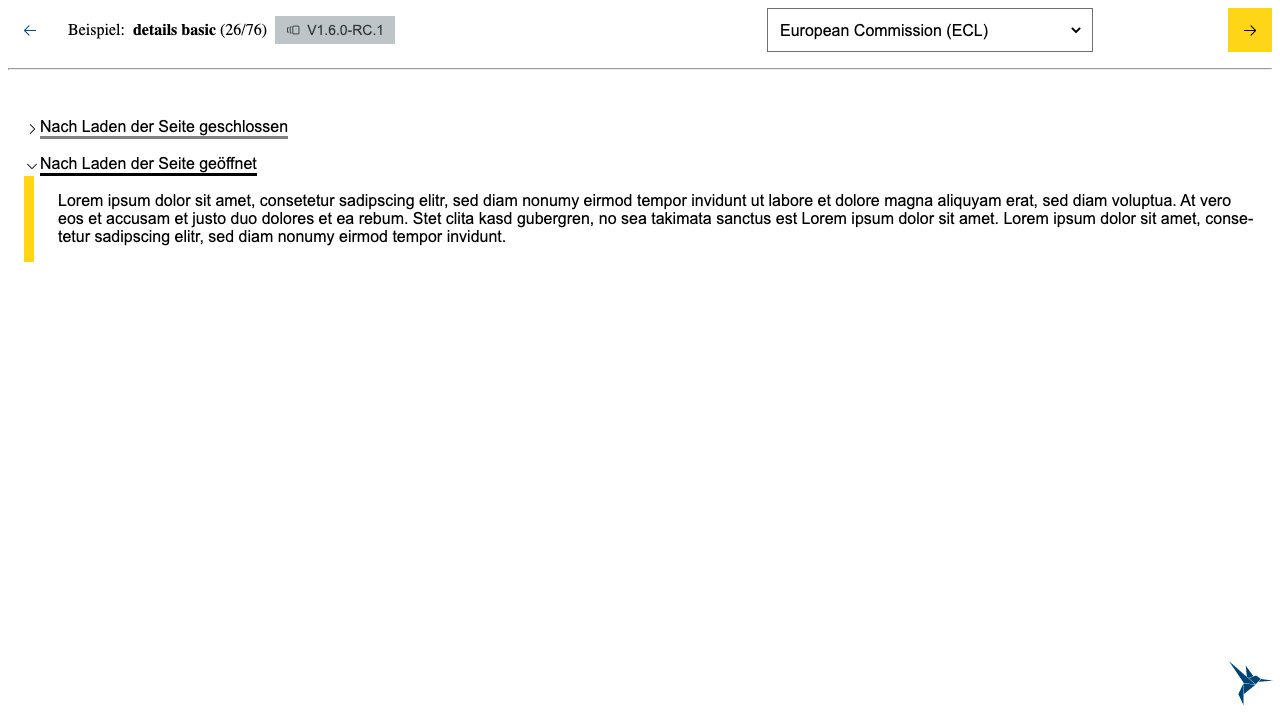 Beispiel: details basic (26/76) V1.6.0-RC.1 European Commission (ECL)
Nach Laden der Seite geschlossen
Nach Laden der Seite geöffnet
Lorem ipsum dolor sit amet, consetetur sadipscing elitr, sed diam nonumy eirmod tempor invidunt ut labore et dolore magna aliquyam erat, sed diam voluptua. At vero
eos et accusam et justo duo dolores et ea rebum. Stet clita kasd gubergren, no sea takimata sanctus est Lorem ipsum dolor sit amet. Lorem ipsum dolor sit amet, conse-
tetur sadipscing elitr, sed diam nonumy eirmod tempor invidunt.